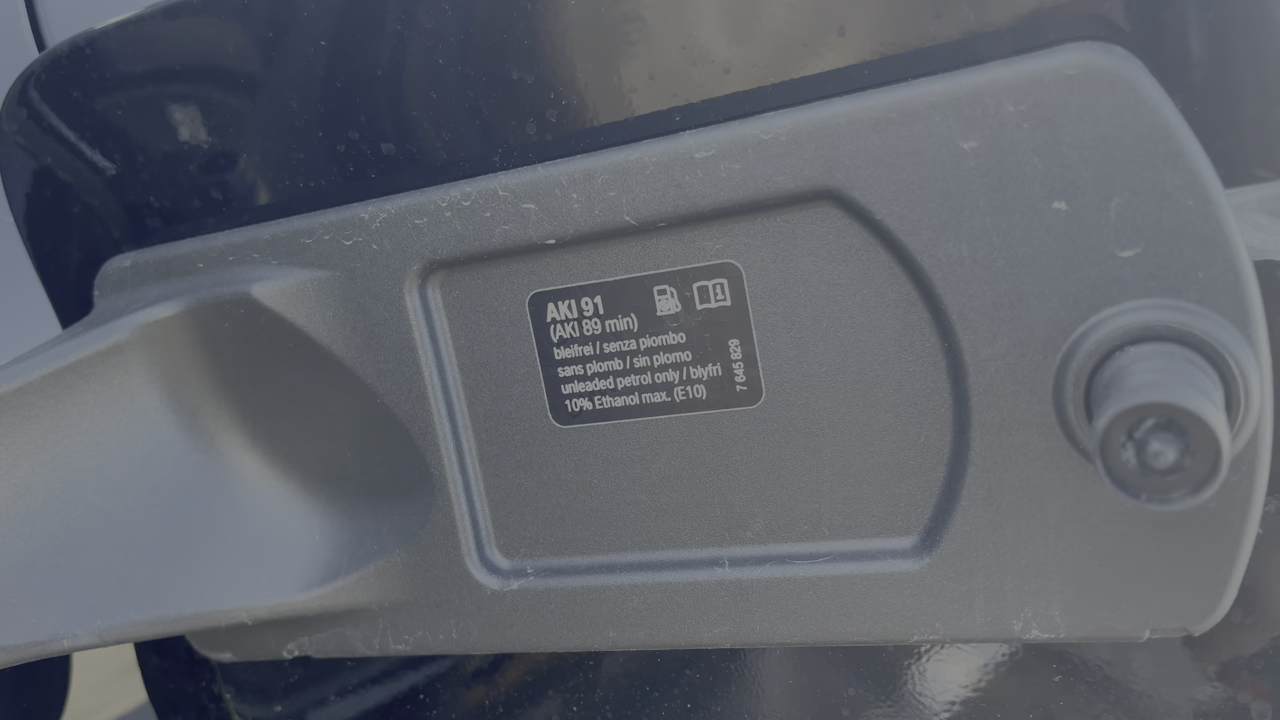 AKI 91
(AKI 89 min)
bleifrei / senza piombo
sans plomb / sin plomo
unleaded petrol only / blyfri
10% Ethanol max. (E10)
7 645 829